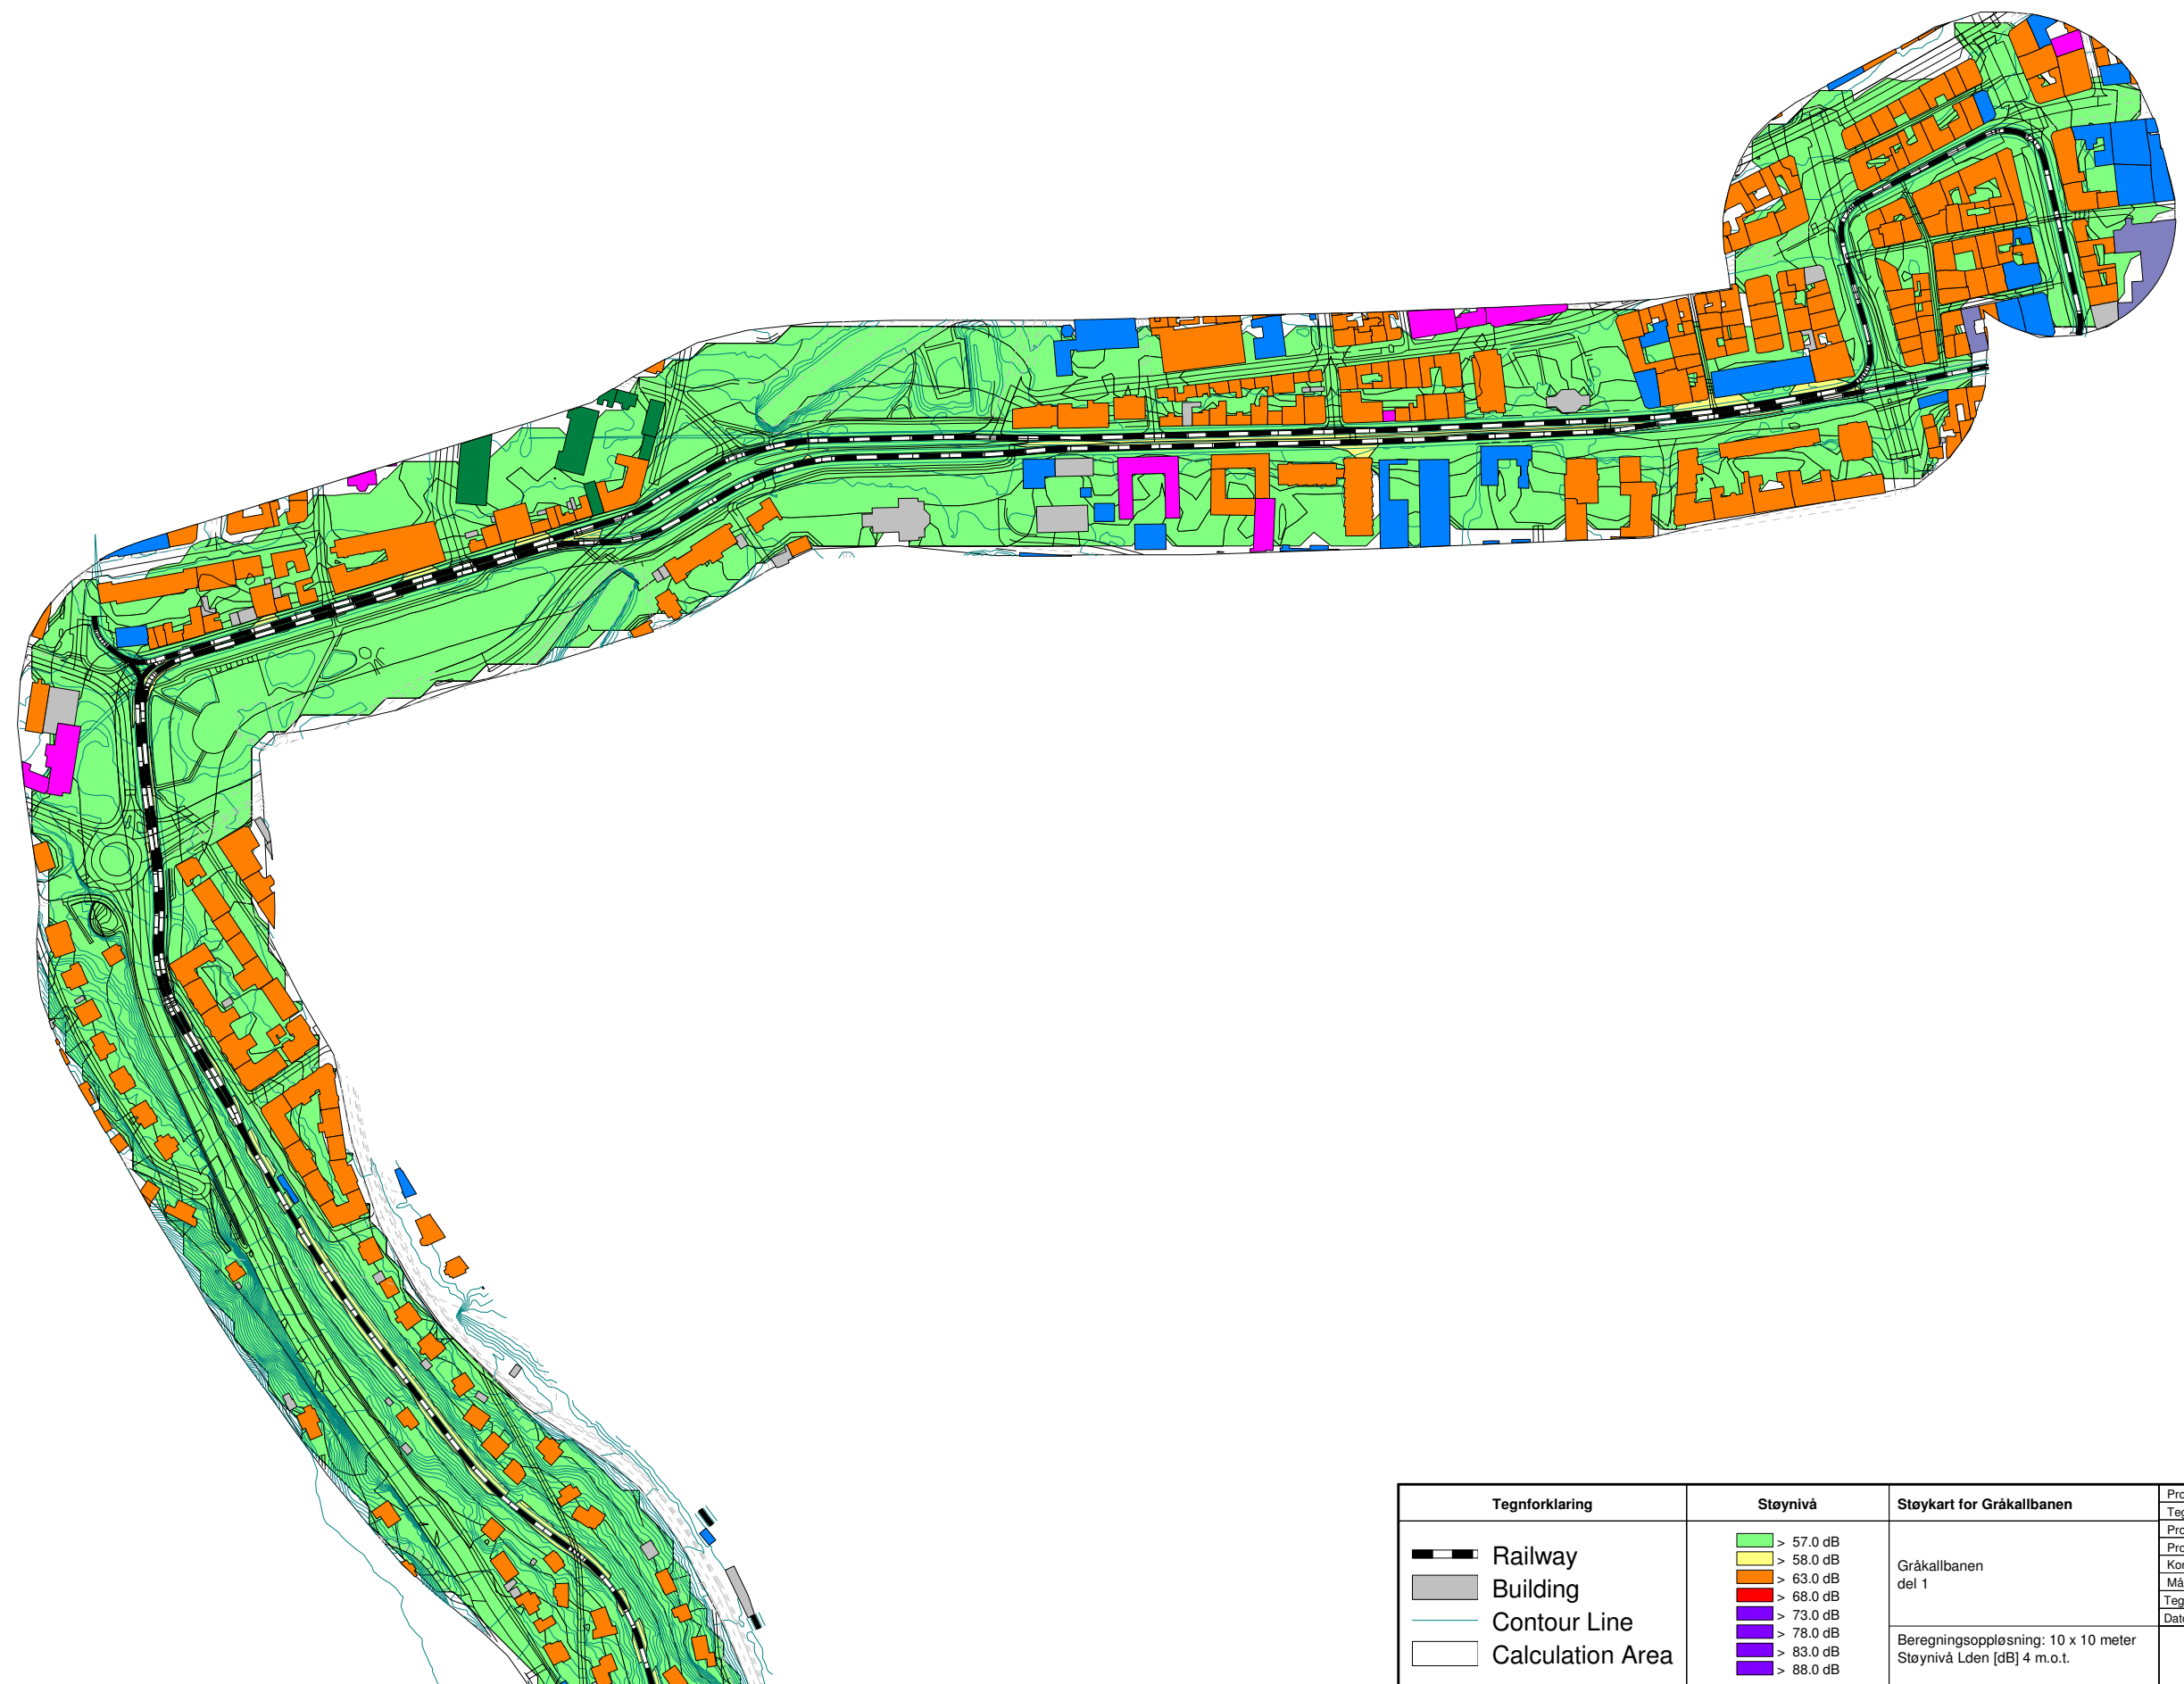 Tegnforklaring
Railway
Building
Contour Line
Calculation Area
Støynivå
> 57.0 dB
> 58.0 dB
> 63.0 dB
> 68.0 dB
> 73.0 dB
> 78.0 dB
> 83.0 dB
> 88.0 dB
Støykart for Gråkallbanen
Gråkallbanen
del 1
Beregningsoppløsning: 10 x 10 meter
Støynivå Lden [dB] 4 m.o.t.